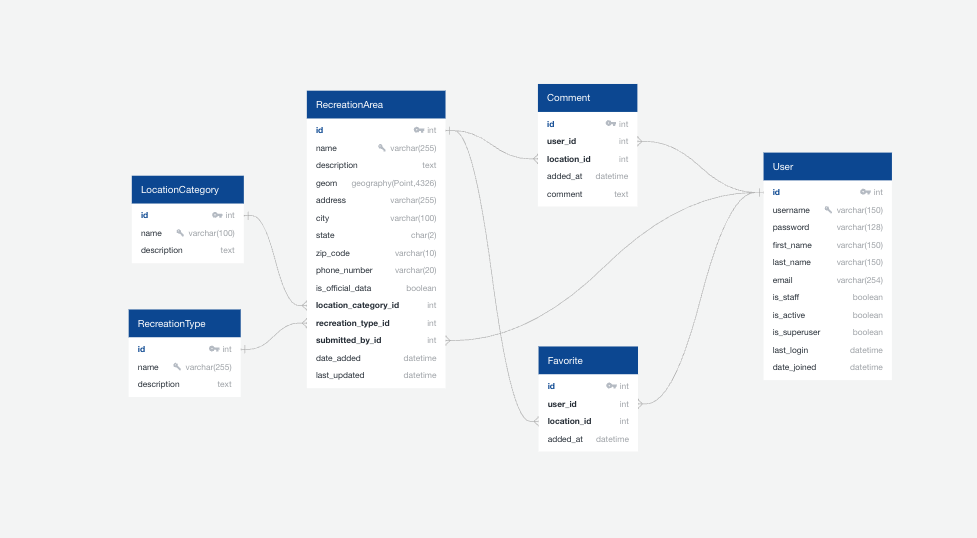 LocationCategory
id int
name varchar(100)
description text
RecreationType
id int
name varchar(255)
description text
RecreationArea
id int
name varchar(255)
description text
geom geography(Point,4326)
address varchar(255)
city varchar(100)
state char(2)
zip_code varchar(10)
phone_number varchar(20)
is_official_data boolean
location_category_id int
recreation_type_id int
submitted_by_id int
date_added datetime
last_updated datetime
Comment
id int
user_id int
location_id int
added_at datetime
comment text
Favorite
id int
user_id int
location_id int
added_at datetime
User
id int
username varchar(150)
password varchar(128)
first_name varchar(150)
last_name varchar(150)
email varchar(254)
is_staff boolean
is_active boolean
is_superuser boolean
last_login datetime
date_joined datetime